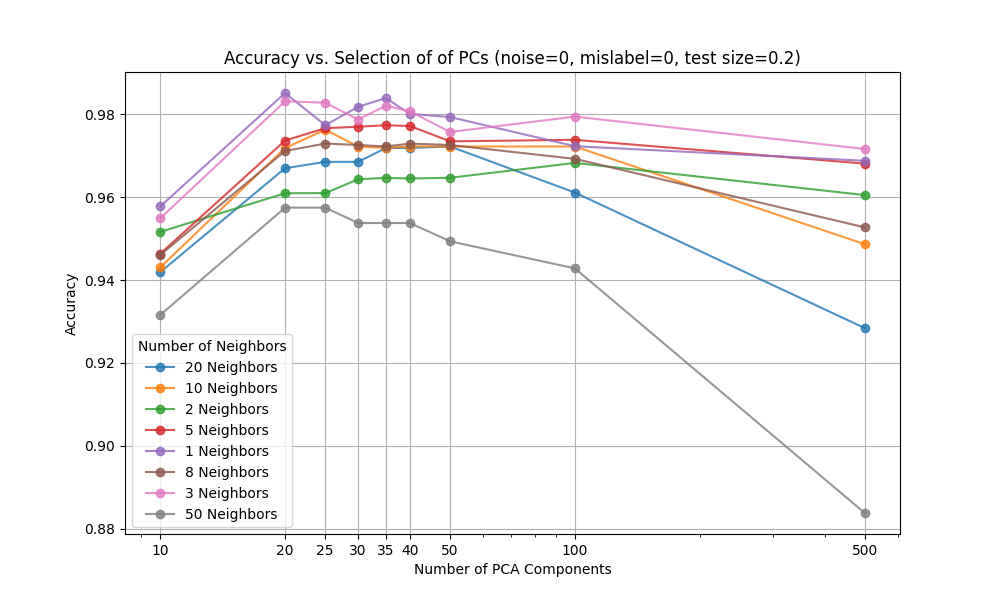 Accuracy vs. Selection of of PCs (noise=0, mislabel=0, test size=0.2)
0.98
0.96
0.94
0.92
0.90
0.88
Accuracy
Number of Neighbors
20 Neighbors
10 Neighbors
2 Neighbors
5 Neighbors
1 Neighbors
8 Neighbors
3 Neighbors
50 Neighbors
10 20 25 30 35 40 50 100 500
Number of PCA Components